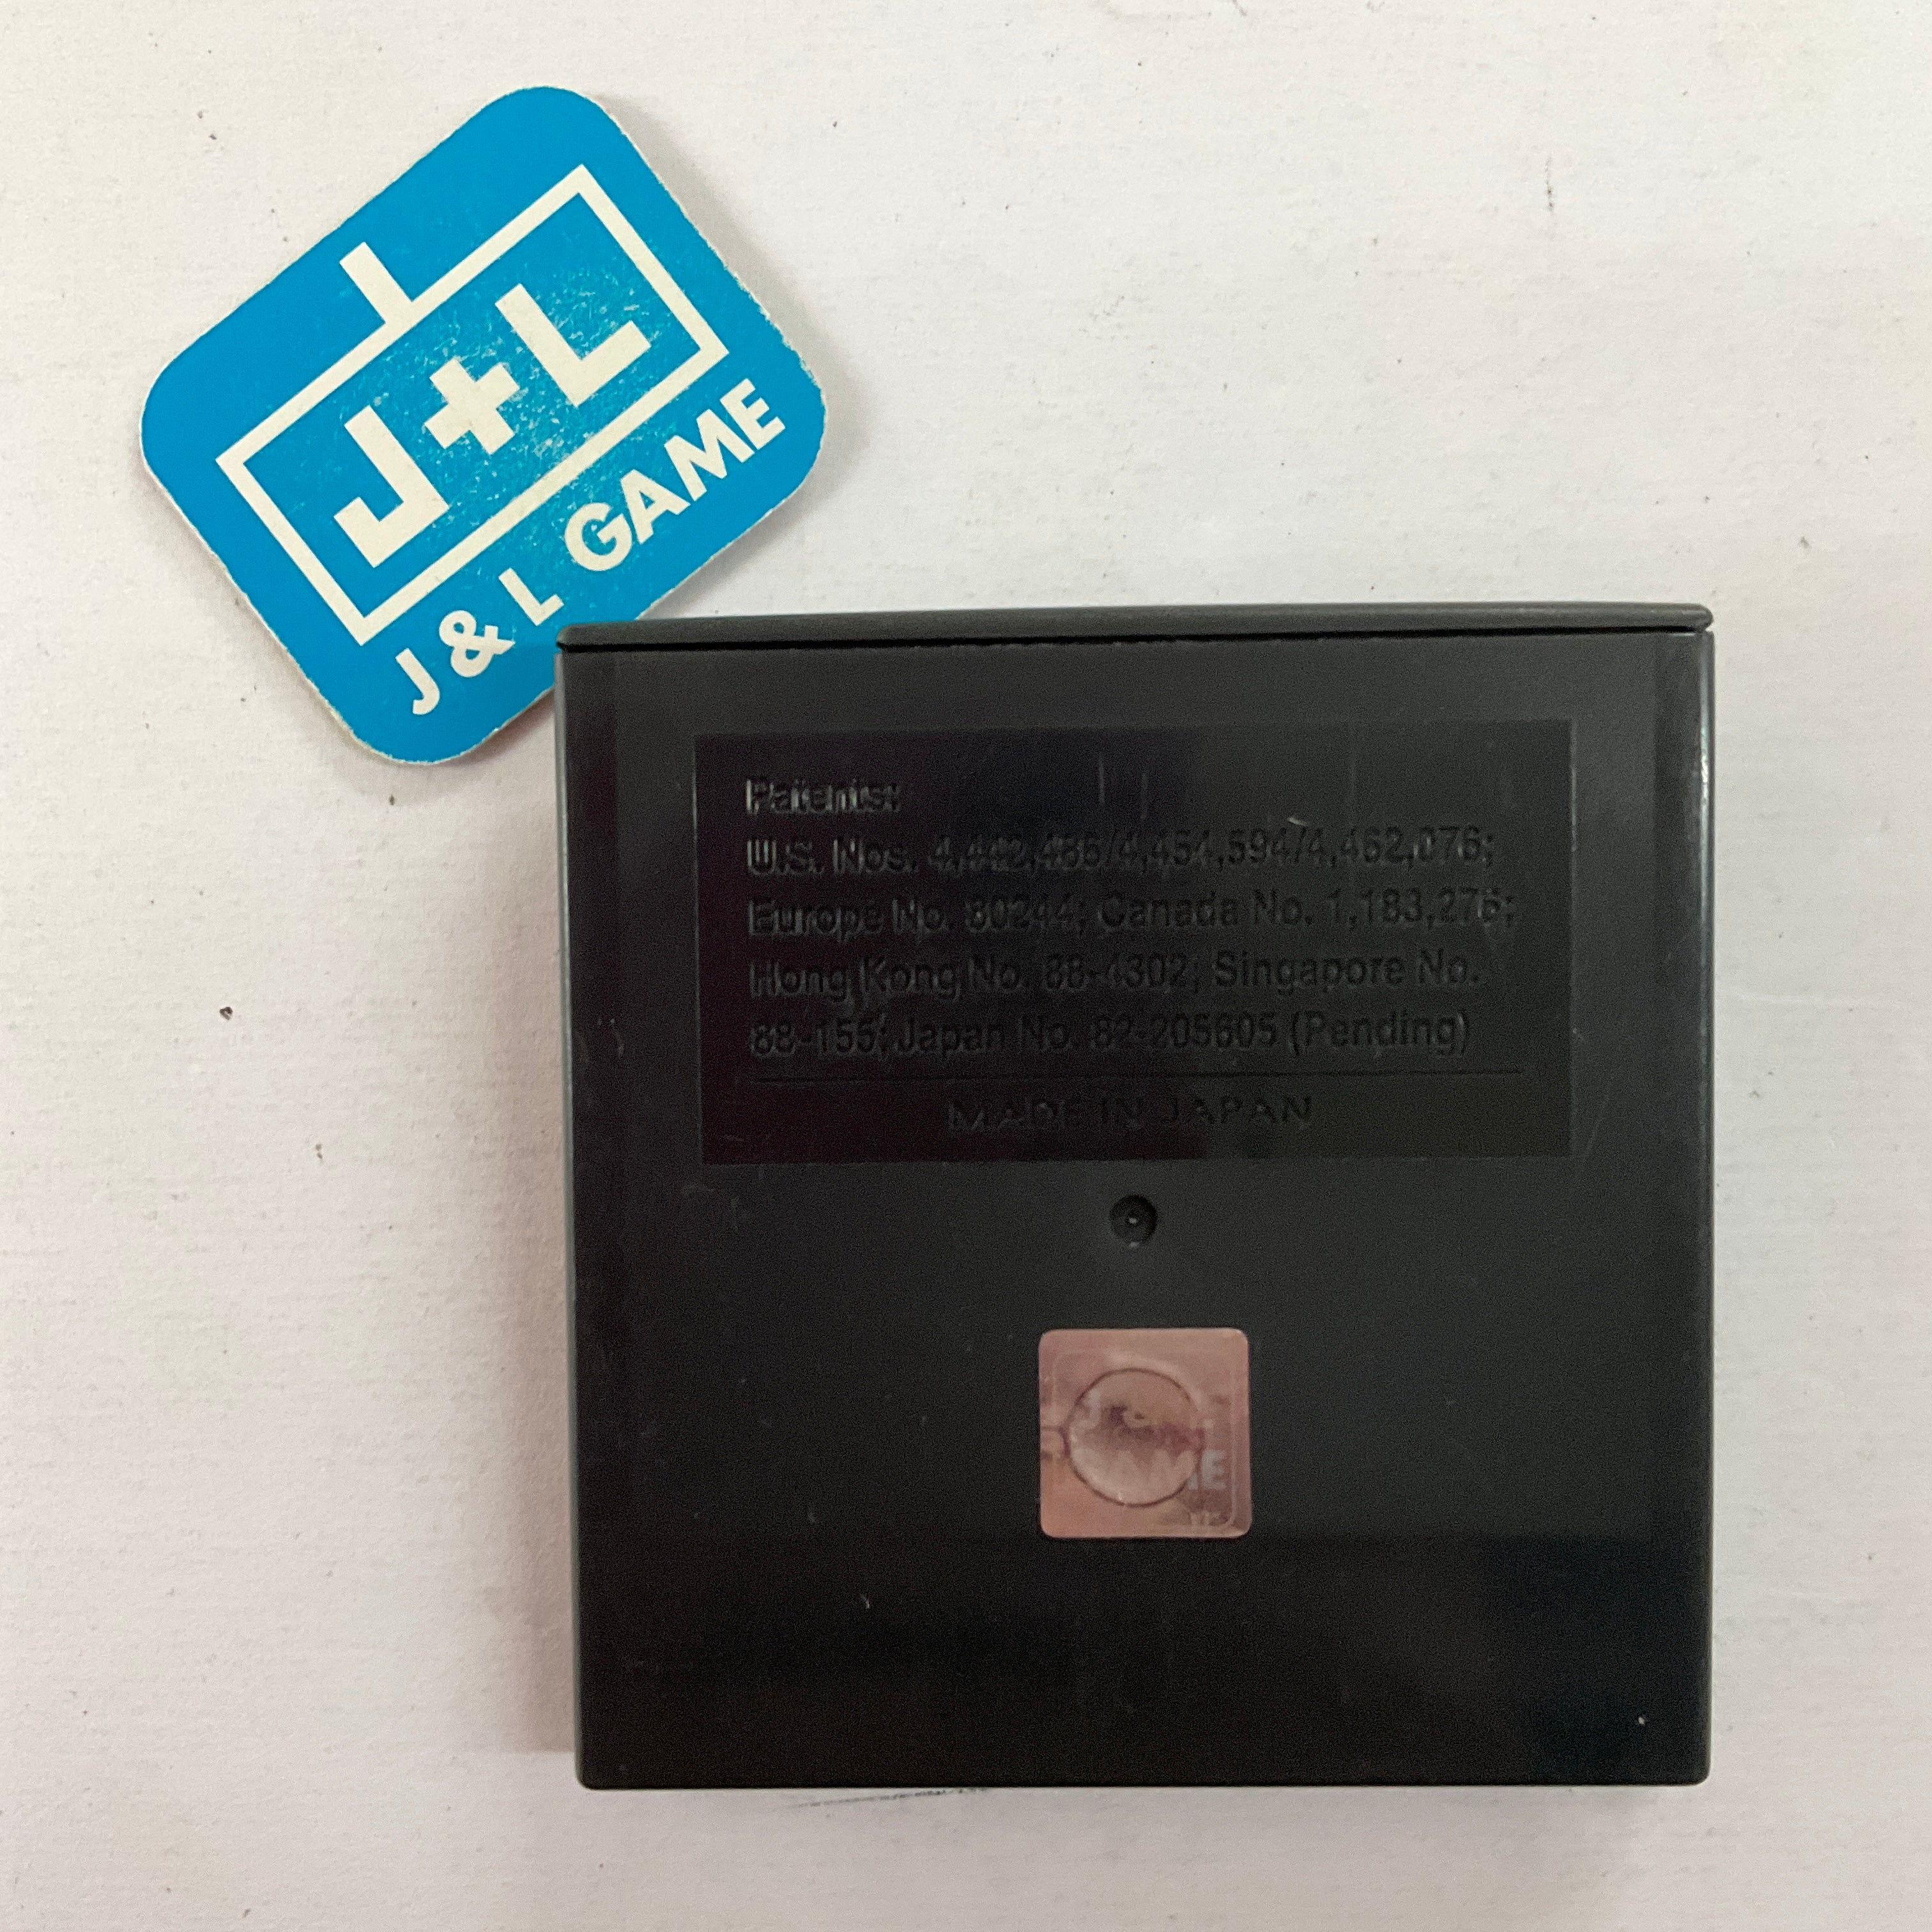 J+L
J & L GAME
Patents:
U.S. Nos. 4,442,486/4,454,594/4,462,076;
Europe No. 80244; Canada No. 1,183,276;
Hong Kong No. 88-4302; Singapore No.
88-155; Japan No. 82-205605 (Pending)
MADE IN JAPAN
GAME